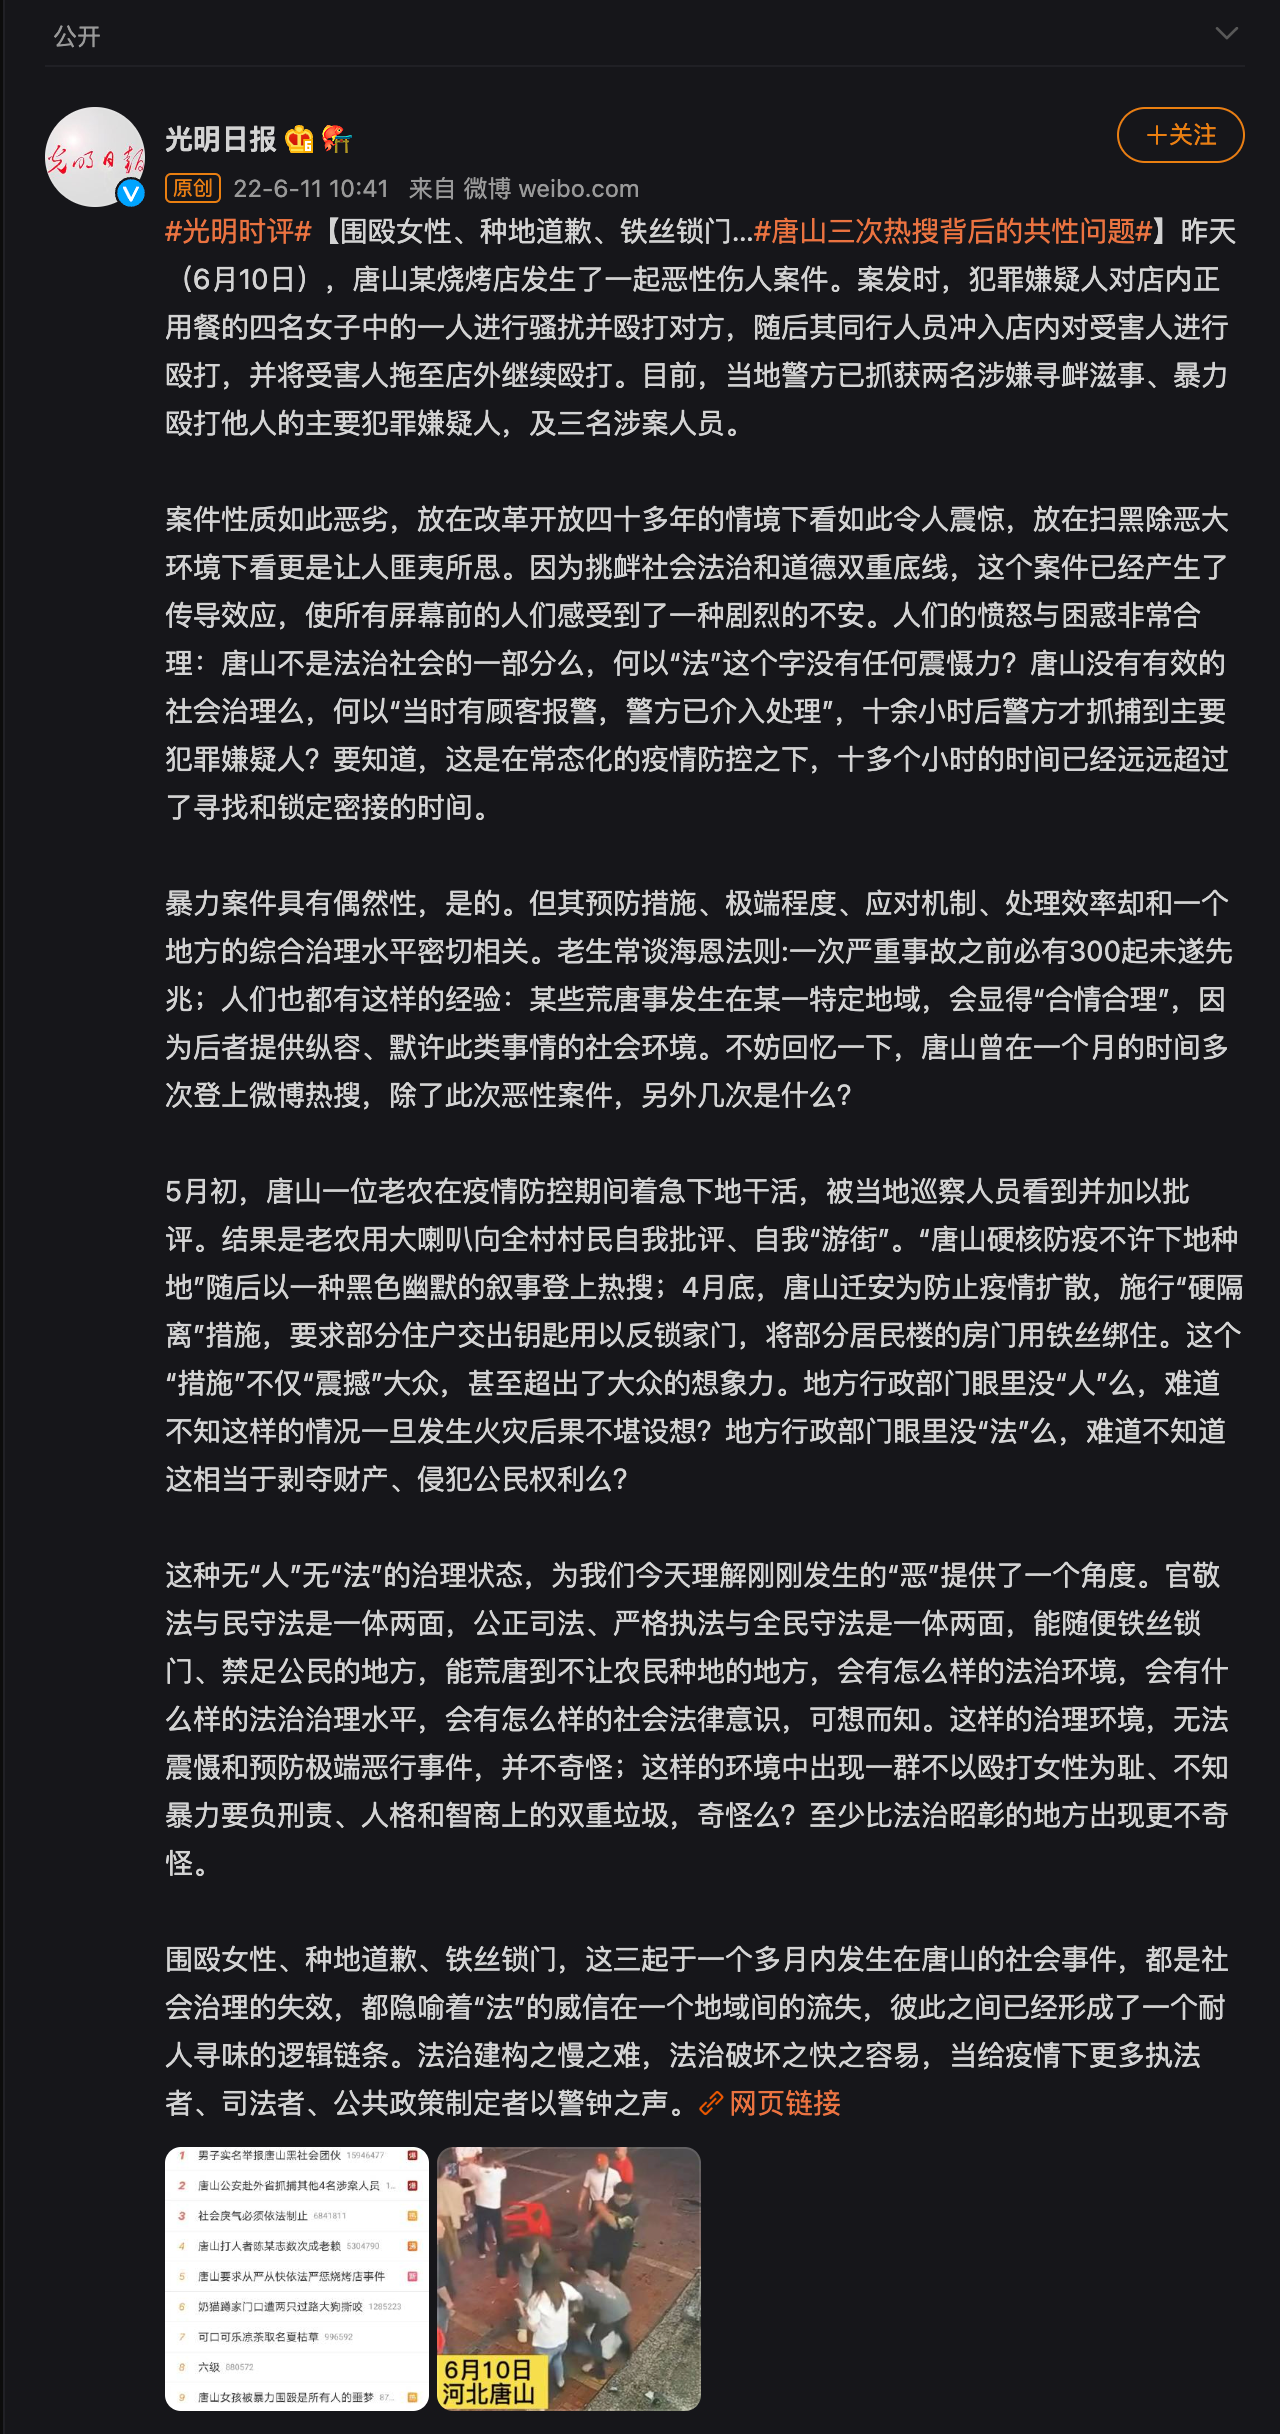 公开
光明日报
+关注
原创 22-6-11 10:41 来自 微博 weibo.com
#光明时评#【围殴女性、种地道歉、铁丝锁门...#唐山三次热搜背后的共性问题#】昨天
（6月10日），唐山某烧烤店发生了一起恶性伤人案件。案发时，犯罪嫌疑人对店内正
用餐的四名女子中的一人进行骚扰并殴打对方，随后其同行人员冲入店内对受害人进行
殴打，并将受害人拖至店外继续殴打。目前，当地警方已抓获两名涉嫌寻衅滋事、暴力
殴打他人的主要犯罪嫌疑人，及三名涉案人员。
案件性质如此恶劣，放在改革开放四十多年的情境下看如此令人震惊，放在扫黑除恶大
环境下看更是让人匪夷所思。因为挑衅社会法治和道德双重底线，这个案件已经产生了
传导效应，使所有屏幕前的人们感受到了一种剧烈的不安。人们的愤怒与困惑非常合
理：唐山不是法治社会的一部分么，何以“法”这个字没有任何震慑力？唐山没有有效的
社会治理么，何以“当时有顾客报警，警方已介入处理”，十余小时后警方才抓捕到主要
犯罪嫌疑人？要知道，这是在常态化的疫情防控之下，十多个小时的时间已经远远超过
了寻找和锁定密接的时间。
暴力案件具有偶然性，是的。但其预防措施、极端程度、应对机制、处理效率却和一个
地方的综合治理水平密切相关。老生常谈海恩法则:一次严重事故之前必有300起未遂先
兆；人们也都有这样的经验：某些荒唐事发生在某一特定地域，会显得“合情合理”，因
为后者提供纵容、默许此类事情的社会环境。不妨回忆一下，唐山曾在一个月的时间多
次登上微博热搜，除了此次恶性案件，另外几次是什么？
5月初，唐山一位老农在疫情防控期间着急下地干活，被当地巡察人员看到并加以批
评。结果是老农用大喇叭向全村村民自我批评、自我“游街”。“唐山硬核防疫不许下地种
地”随后以一种黑色幽默的叙事登上热搜；4月底，唐山迁安为防止疫情扩散，施行“硬隔
离”措施，要求部分住户交出钥匙用以反锁家门，将部分居民楼的房门用铁丝绑住。这个
“措施”不仅“震撼”大众，甚至超出了大众的想象力。地方行政部门眼里没“人”么，难道
不知这样的情况一旦发生火灾后果不堪设想？地方行政部门眼里没“法”么，难道不知道
这相当于剥夺财产、侵犯公民权利么？
这种无“人”无“法”的治理状态，为我们今天理解刚刚发生的“恶”提供了一个角度。官敬
法与民守法是一体两面，公正司法、严格执法与全民守法是一体两面，能随便铁丝锁
门、禁足公民的地方，能荒唐到不让农民种地的地方，会有怎么样的法治环境，会有什
么样的法治治理水平，会有怎么样的社会法律意识，可想而知。这样的治理环境，无法
震慑和预防极端恶行事件，并不奇怪；这样的环境中出现一群不以殴打女性为耻、不知
暴力要负刑责、人格和智商上的双重垃圾，奇怪么？至少比法治昭彰的地方出现更不奇
怪。
围殴女性、种地道歉、铁丝锁门，这三起于一个多月内发生在唐山的社会事件，都是社
会治理的失效，都隐喻着“法”的威信在一个地域间的流失，彼此之间已经形成了一个耐
人寻味的逻辑链条。法治建构之慢之难，法治破坏之快之容易，当给疫情下更多执法
者、司法者、公共政策制定者以警钟之声。网页链接
1 男子实名举报唐山黑社会团伙 15946477 爆
2 唐山公安赴外省抓捕其他4名涉案人员 1... 爆
3 社会戾气必须依法制止 6841811
4 唐山打人者陈某志数次成老赖 5304790
5 唐山要求从严从快依法严惩烧烤店事件
6 奶猫蹲家门口遭两只过路大狗撕咬 1285223
7 可口可乐凉茶取名夏枯草 996592
8 六级 880572
9 唐山女孩被暴力围殴是所有人的噩梦 87...
6月10日
河北唐山